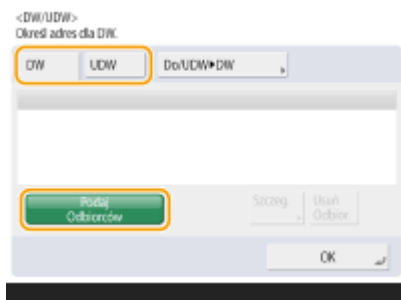 <DW/UDW>
Określ adres dla DW.
DW UDW Do/UDW▸DW
Podaj Odbiorców
Szczeg.
Usuń Odbior.
OK